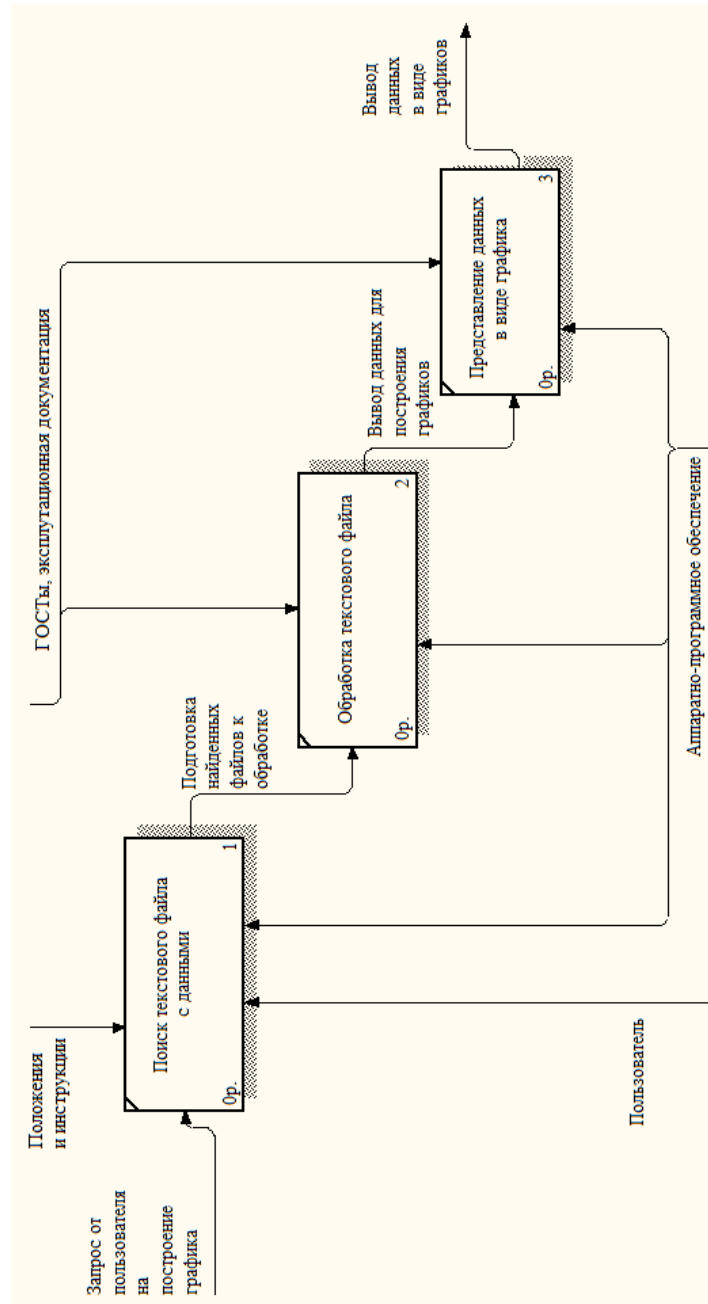 Запрос от
пользователя
на
построение
графика
Положения
и инструкции
Поиск текстового файла
с данными
0р.
1
Пользователь
Подготовка
найденных
файлов к
обработке
ГОСТы, эксплутационная документация
Обработка текстового файла
0р.
2
Вывод данных для
построения
графиков
Аппаратно-программное обеспечение
Представление данных
в виде графика
0р.
3
Вывод
данных
в виде
графиков